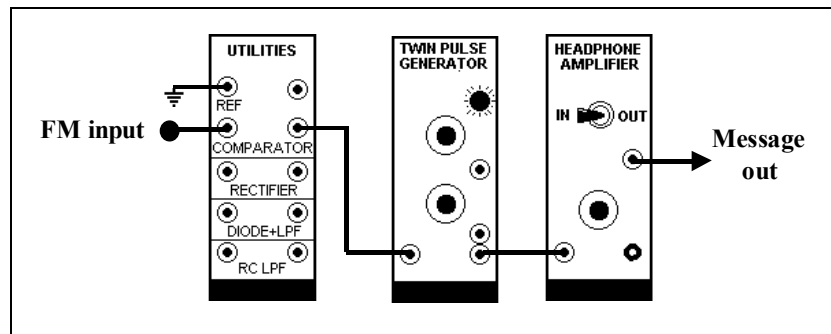 UTILITIES
REF
COMPARATOR
RECTIFIER
DIODE+LPF
RC LPF
FM input
TWIN PULSE
GENERATOR
HEADPHONE
AMPLIFIER
IN
OUT
Message
out